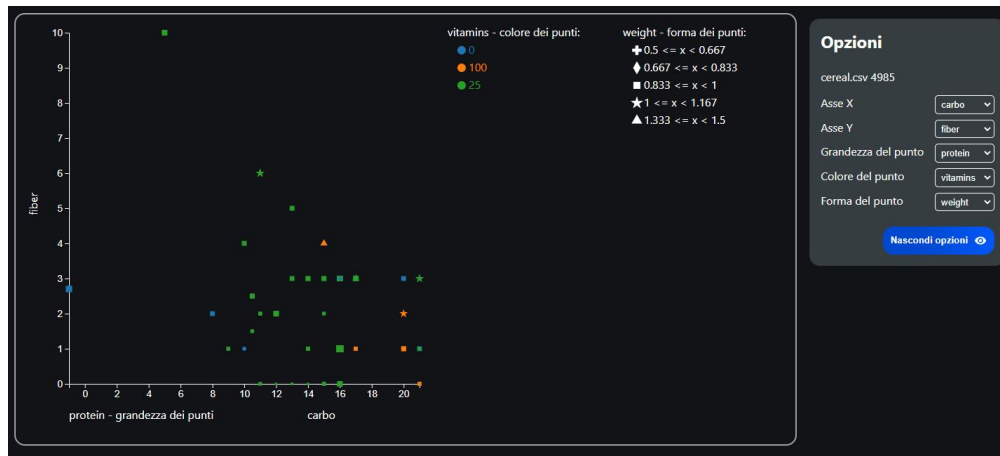 vitamins - colore dei punti:
0
100
25
weight - forma dei punti:
0.5 <= x < 0.667
0.667 <= x < 0.833
0.833 <= x < 1
1 <= x < 1.167
1.333 <= x < 1.5
10
9
8
7
6
5
4
3
2
1
0
fiber
0 2 4 6 8 10 12 14 16 18 20
protein - grandezza dei punti
carbo
Opzioni
cereal.csv 4985
Asse X carbo
Asse Y fiber
Grandezza del punto protein
Colore del punto vitamins
Forma del punto weight
Nascondi opzioni